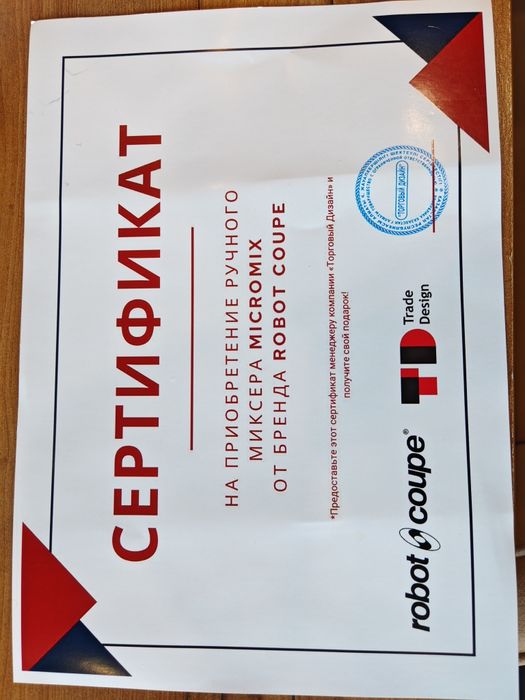 СЕРТИФИКАТ
НА ПРИОБРЕТЕНИЕ РУЧНОГО
МИКСЕРА MICROMIX
ОТ БРЕНДА ROBOT COUPE
*Предоставьте этот сертификат менеджеру компании «Торговый Дизайн» и
получите свой подарок!
robot coupe®
Trade
Design
"ТОРГОВЫЙ ДИЗАЙН"